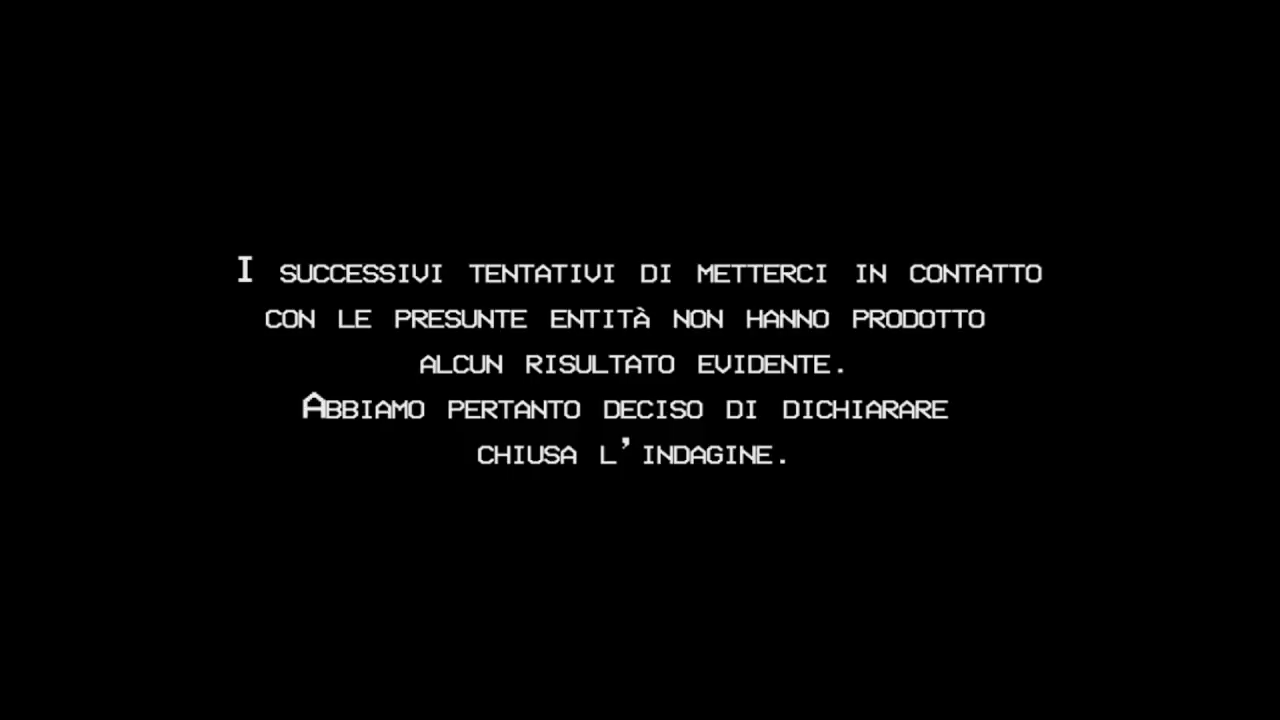 I successivi tentativi di metterci in contatto
con le presunte entità non hanno prodotto
alcun risultato evidente.
Abbiamo pertanto deciso di dichiarare
chiusa l'indagine.